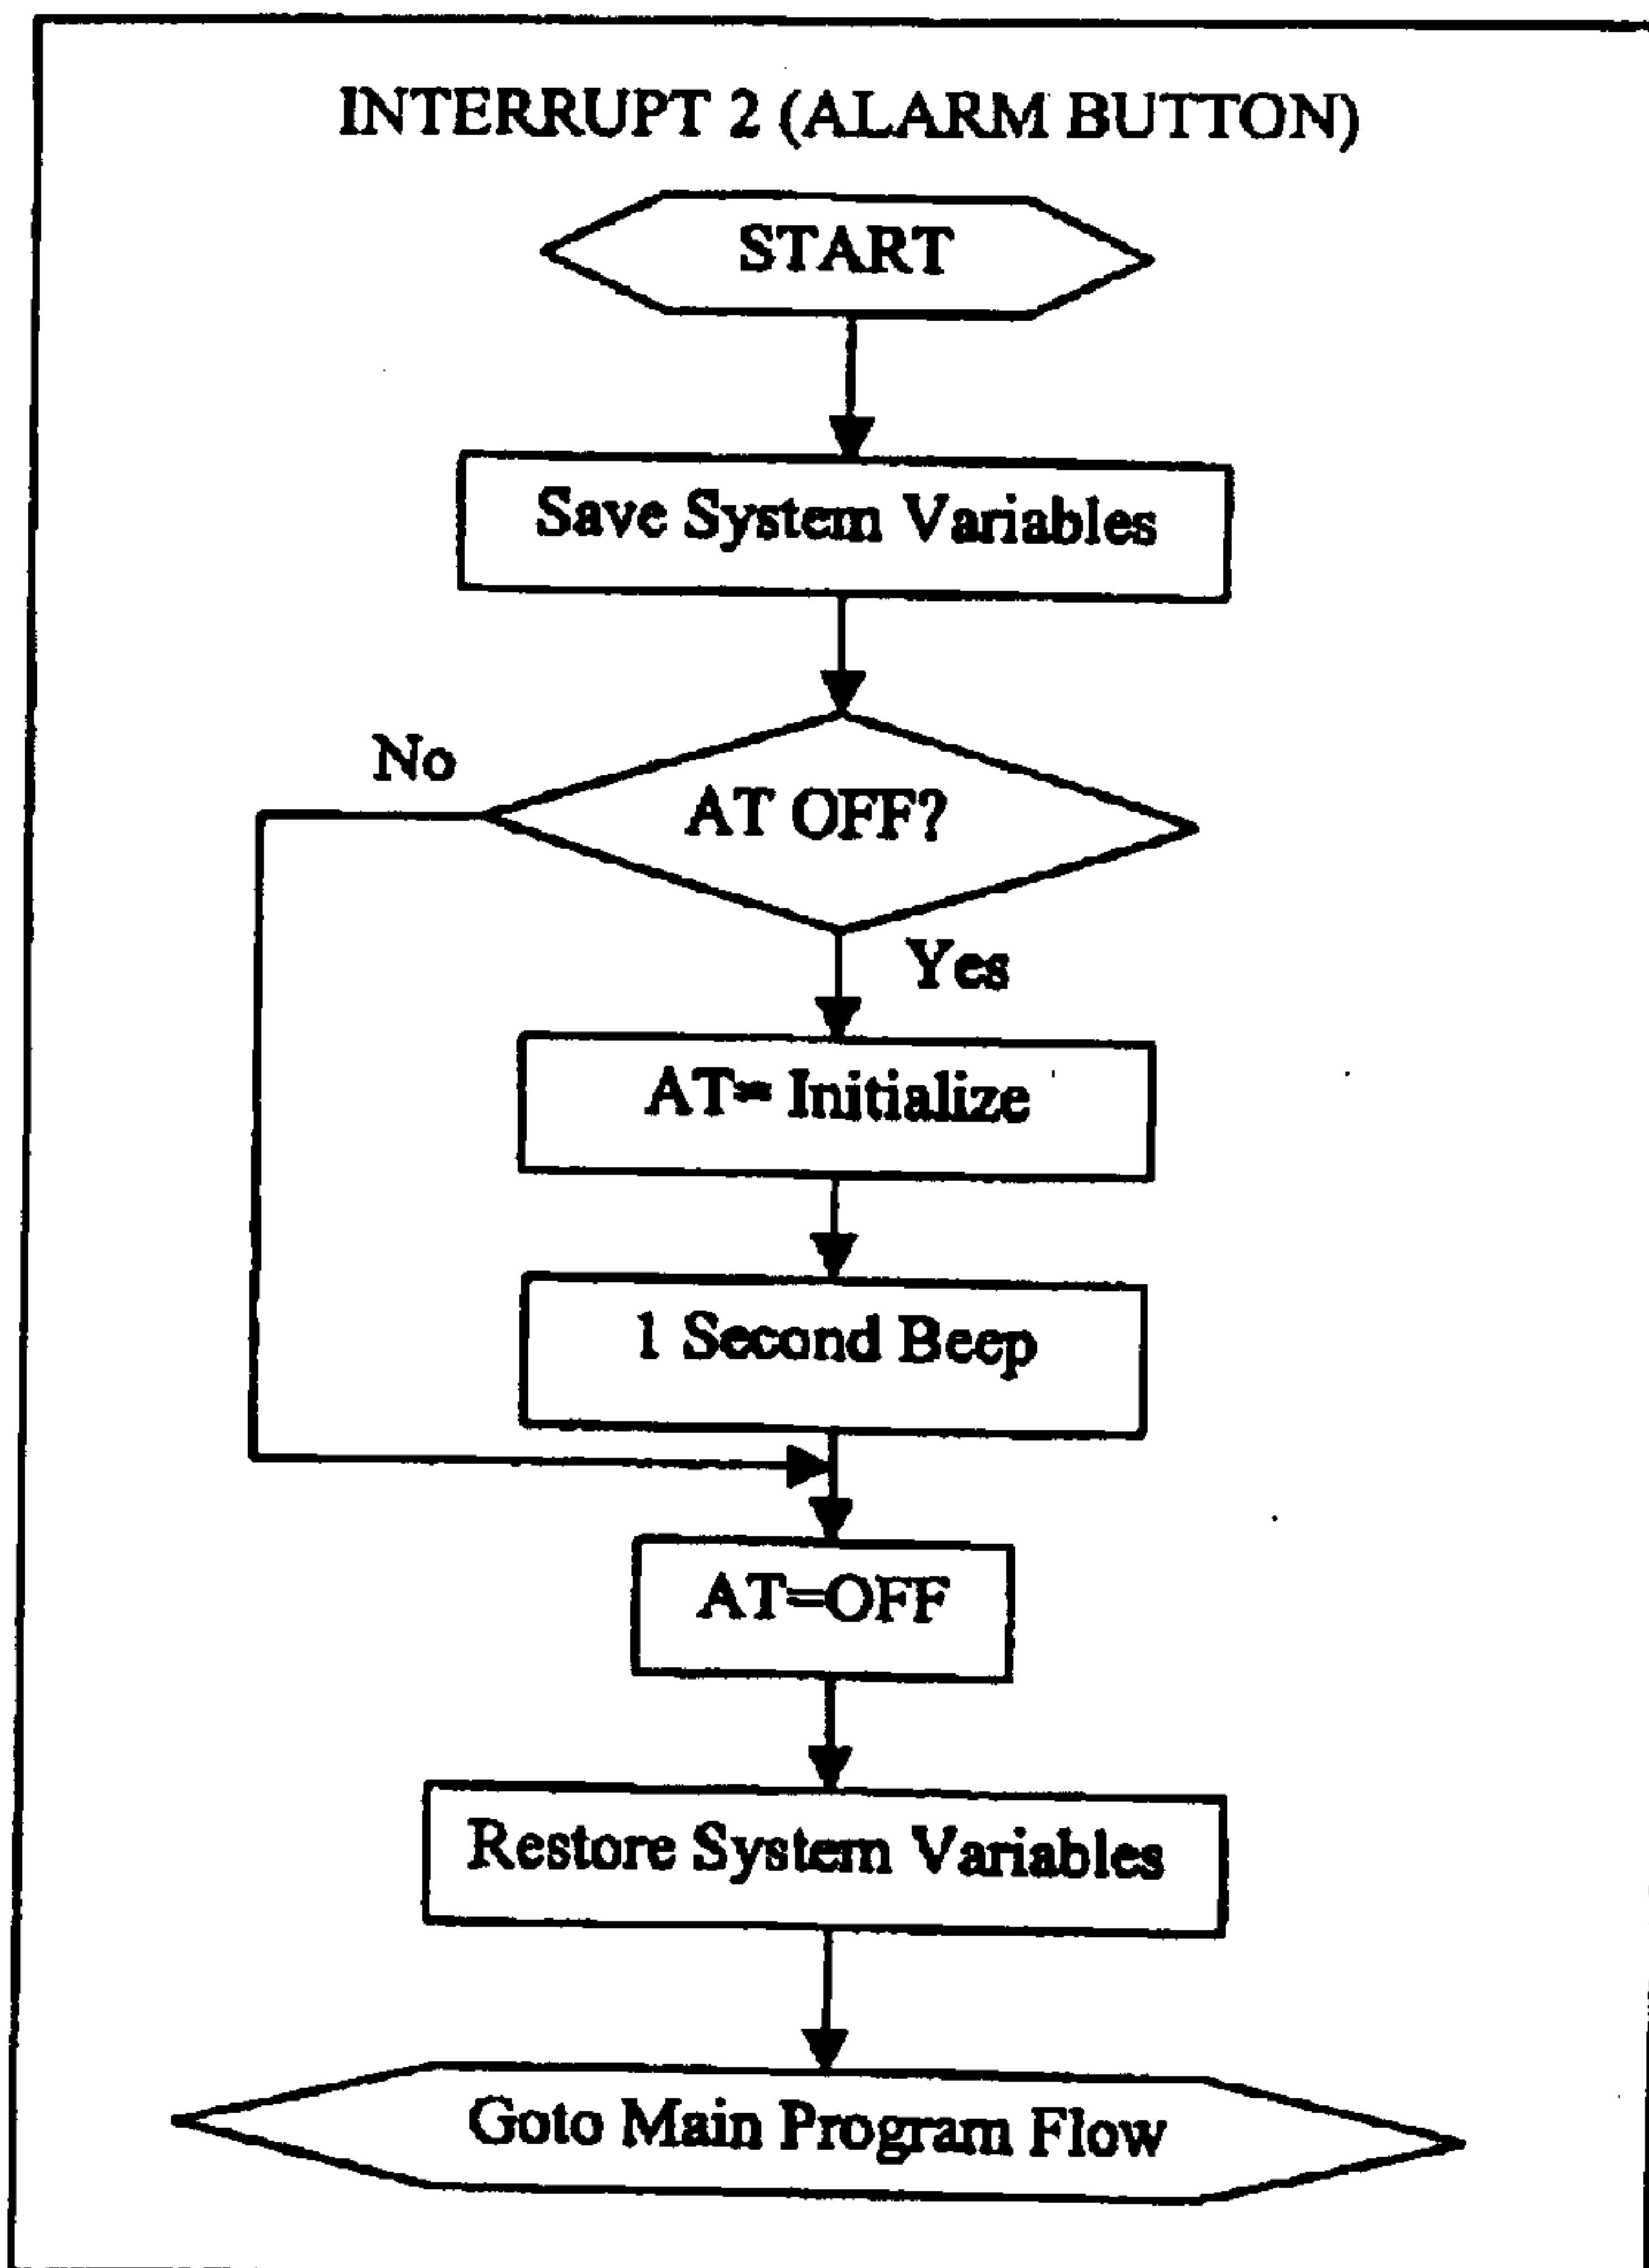 INTERRUPT 2 (ALARM BUTTON)
START
Save System Variables
No
AT OFF?
Yes
AT= Initialize
1 Second Beep
AT=OFF
Restore System Variables
Goto Main Program Flow